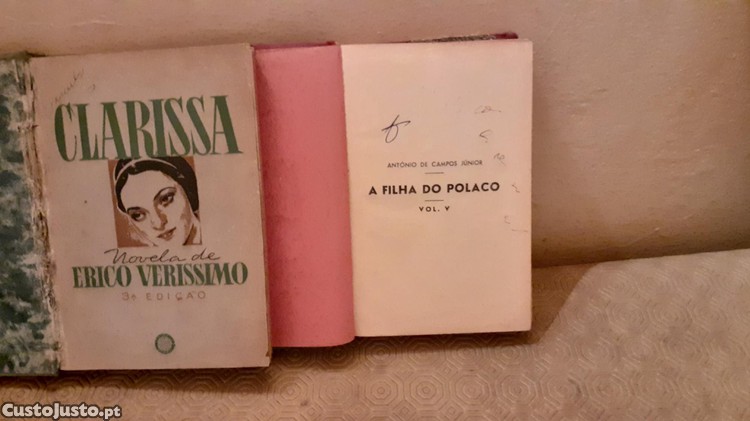 CLARISSA
Novela de
ERICO VERISSIMO
3ª EDIÇÃO
ANTÓNIO DE CAMPOS JÚNIOR
A FILHA DO POLACO
VOL. V
CustoJusto.pt